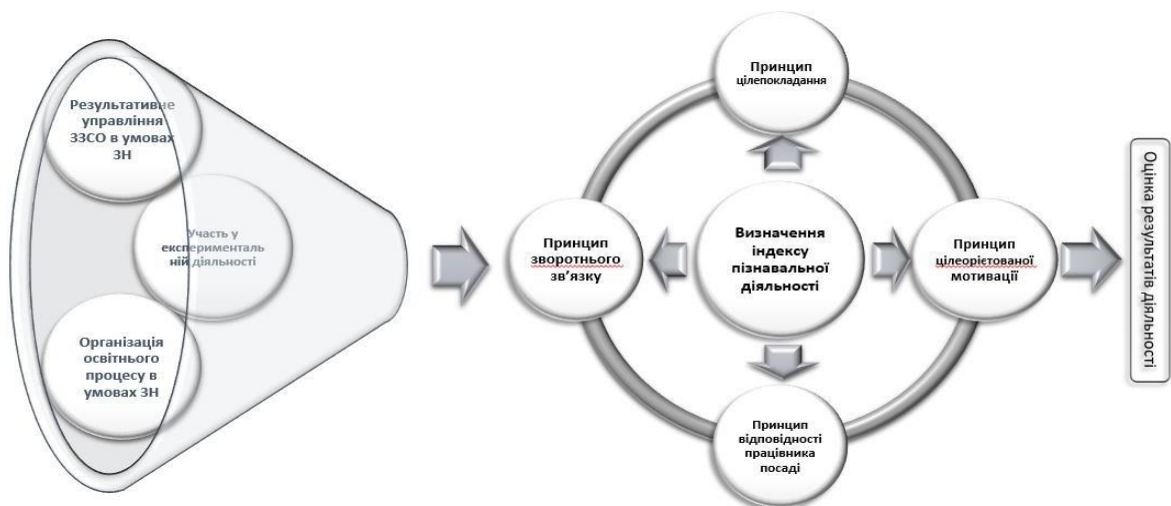 Результативне
управління
ЗЗСО в умовах
ЗН
Участь у
експерименталь
ній діяльності
Організація
освітнього
процесу в
умовах ЗН
Принцип
цілепокладання
Принцип
зворотнього
зв’язку
Визначення
індексу
пізнавальної
діяльності
Принцип
цілеорієтованої
мотивації
Принцип
відповідності
працівника
посаді
Оцінка результатів діяльності